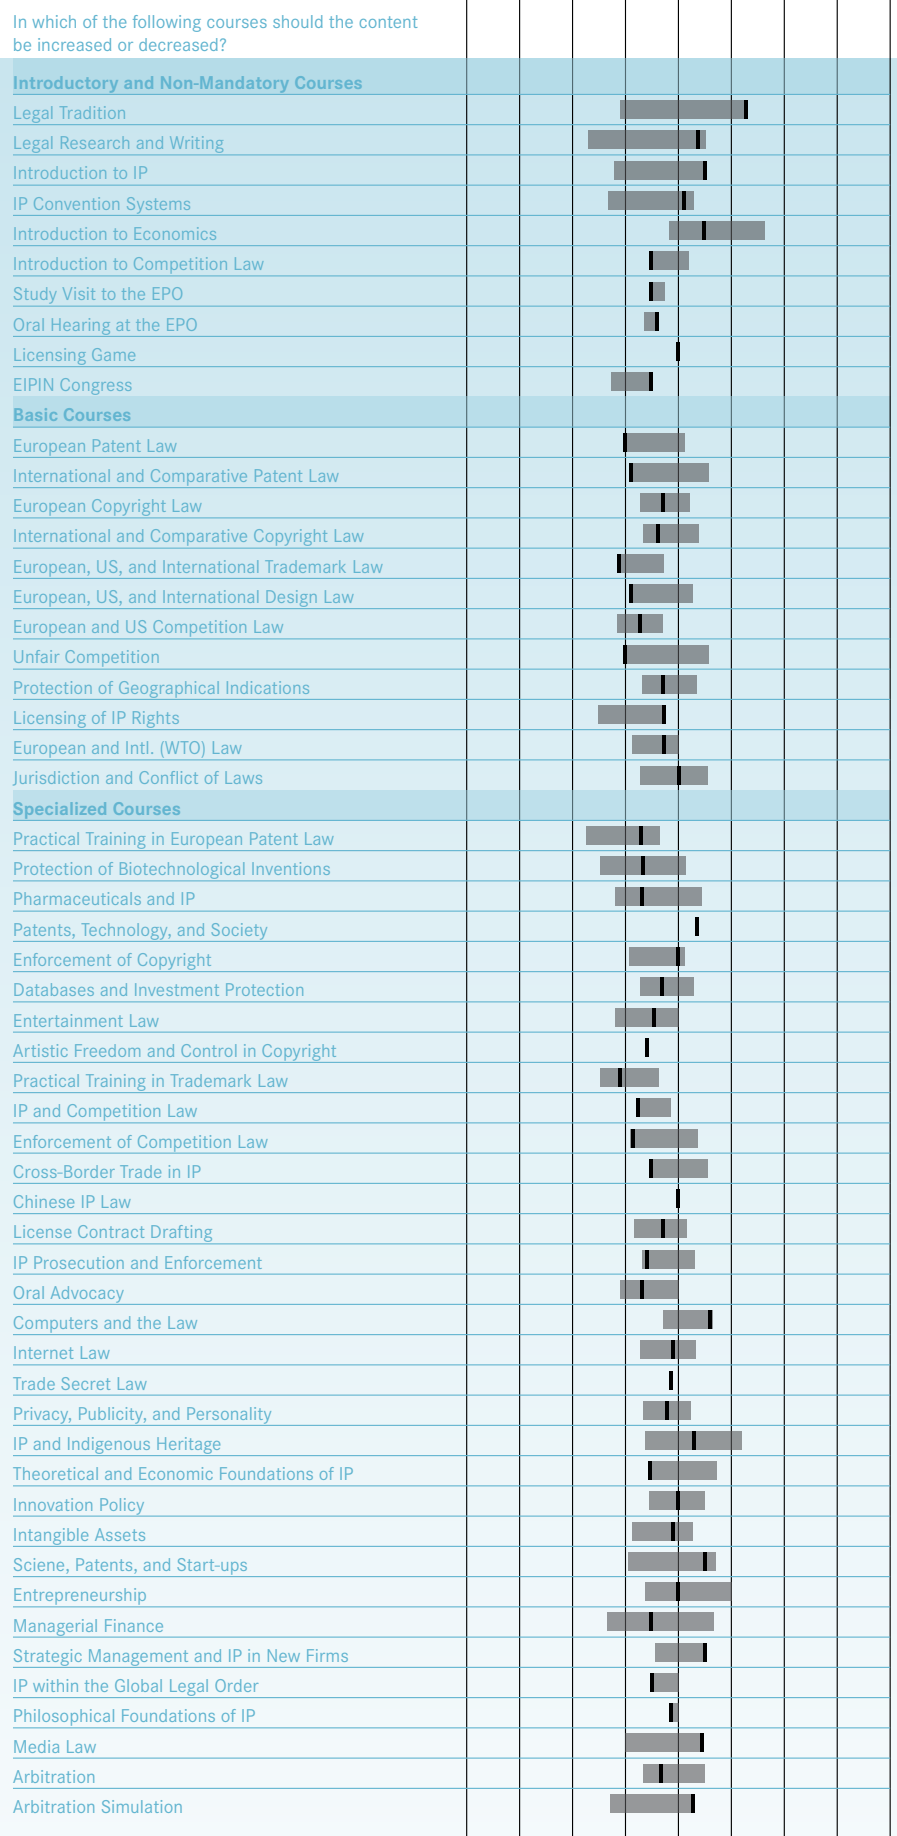 In which of the following courses should the content
be increased or decreased?
Introductory and Non-Mandatory Courses
Legal Tradition
Legal Research and Writing
Introduction to IP
IP Convention Systems
Introduction to Economics
Introduction to Competition Law
Study Visit to the EPO
Oral Hearing at the EPO
Licensing Game
EIPIN Congress
Basic Courses
European Patent Law
International and Comparative Patent Law
European Copyright Law
International and Comparative Copyright Law
European, US, and International Trademark Law
European, US, and International Design Law
European and US Competition Law
Unfair Competition
Protection of Geographical Indications
Licensing of IP Rights
European and Intl. (WTO) Law
Jurisdiction and Conflict of Laws
Specialized Courses
Practical Training in European Patent Law
Protection of Biotechnological Inventions
Pharmaceuticals and IP
Patents, Technology, and Society
Enforcement of Copyright
Databases and Investment Protection
Entertainment Law
Artistic Freedom and Control in Copyright
Practical Training in Trademark Law
IP and Competition Law
Enforcement of Competition Law
Cross-Border Trade in IP
Chinese IP Law
License Contract Drafting
IP Prosecution and Enforcement
Oral Advocacy
Computers and the Law
Internet Law
Trade Secret Law
Privacy, Publicity, and Personality
IP and Indigenous Heritage
Theoretical and Economic Foundations of IP
Innovation Policy
Intangible Assets
Sciene, Patents, and Start-ups
Entrepreneurship
Managerial Finance
Strategic Management and IP in New Firms
IP within the Global Legal Order
Philosophical Foundations of IP
Media Law
Arbitration
Arbitration Simulation